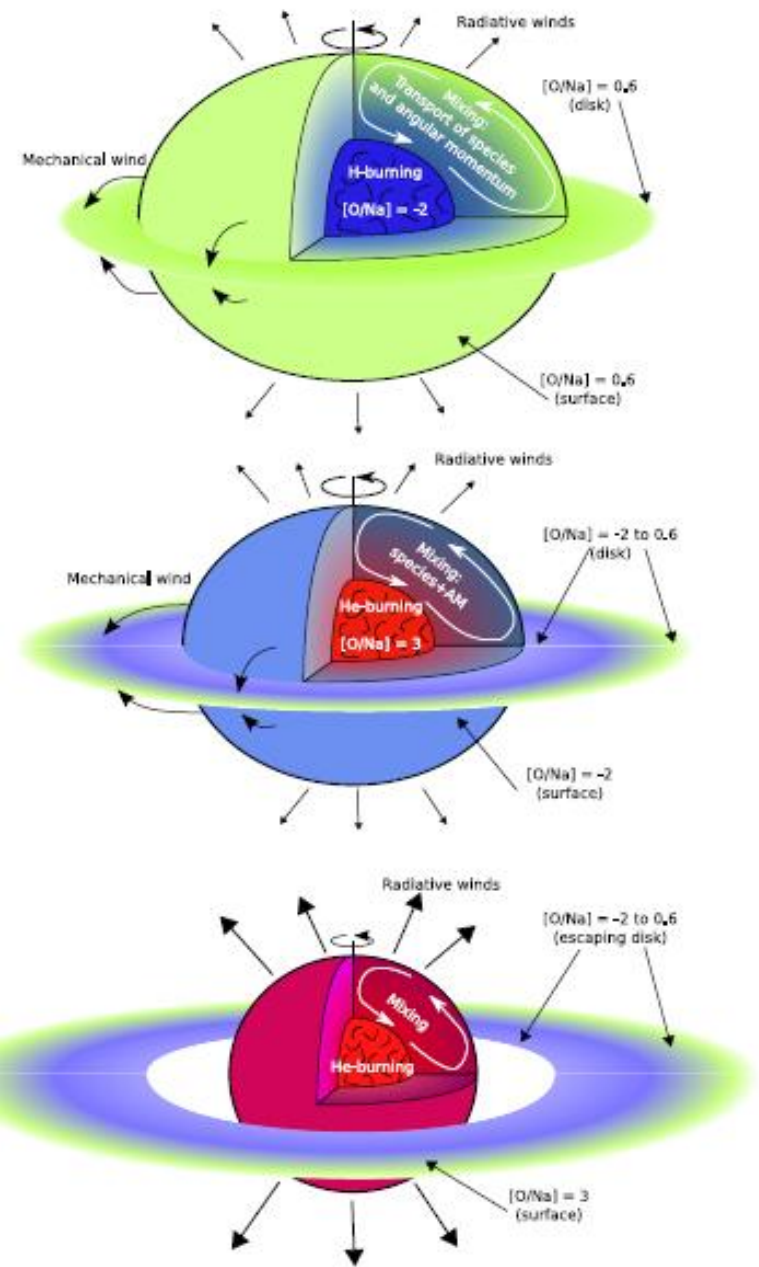 Radiative winds
[O/Na] = 0.6
(disk)
Mixing:
Transport of species
and angular momentum
Mechanical wind
H-burning
[O/Na] = -2
[O/Na] = 0.6
(surface)
Radiative winds
[O/Na] = -2 to 0.6
(disk)
Mixing:
species+AM
Mechanical wind
He-burning
[O/Na] = 3
[O/Na] = -2
(surface)
Radiative winds
[O/Na] = -2 to 0.6
(escaping disk)
Mixing
He-burning
[O/Na] = 3
(surface)